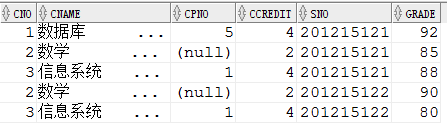 CNO CNAME CPNO CCREDIT SNO GRADE
1 数据库 ... 5 4 201215121 92
2 数学 ... (null) 2 201215121 85
3 信息系统 ... 1 4 201215121 88
2 数学 ... (null) 2 201215122 90
3 信息系统 ... 1 4 201215122 80